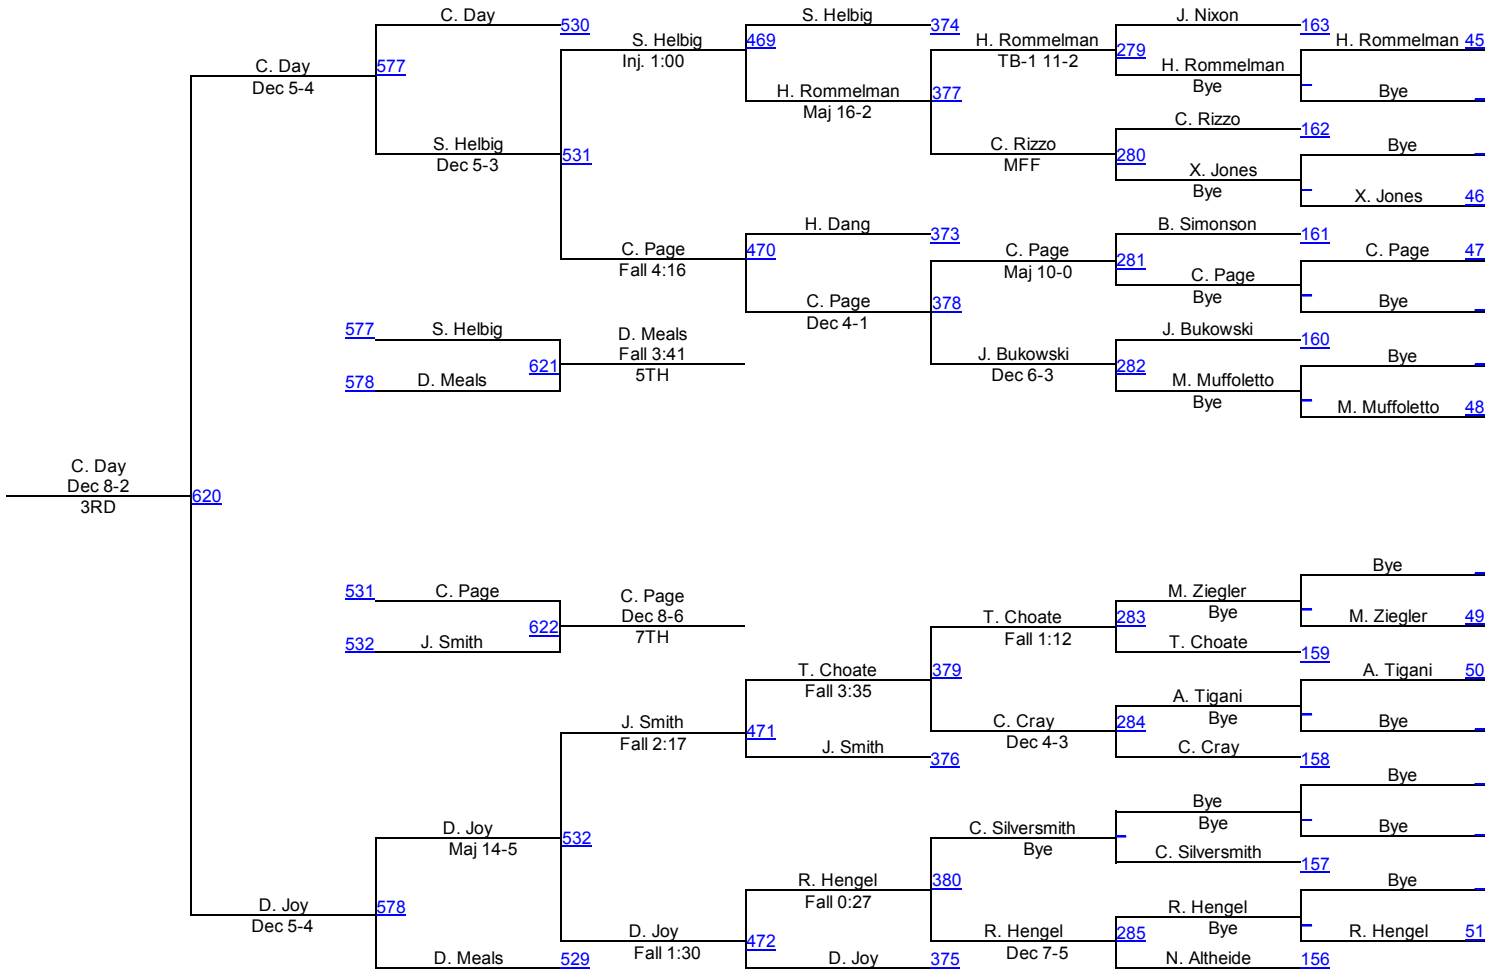 C. Day 530
S. Helbig 374
J. Nixon 163
S. Helbig 469
Inj. 1:00
H. Rommelman 279
TB-1 11-2
H. Rommelman 45
C. Day 577
Dec 5-4
H. Rommelman
Bye
H. Rommelman 377
Maj 16-2
Bye
C. Rizzo 162
S. Helbig 531
Dec 5-3
C. Rizzo 280
MFF
Bye
X. Jones
Bye
X. Jones 46
H. Dang 373
B. Simonson 161
C. Page 470
Fall 4:16
C. Page 281
Maj 10-0
C. Page 47
C. Page
Bye
C. Page 378
Dec 4-1
Bye
577 S. Helbig
D. Meals
Fall 3:41
5TH
J. Bukowski 160
621
J. Bukowski 282
Dec 6-3
Bye
578 D. Meals
M. Muffoletto
Bye
M. Muffoletto 48
C. Day
Dec 8-2
3RD
620
Bye
531 C. Page
C. Page
Dec 8-6
7TH
M. Ziegler
Bye
622
T. Choate 283
Fall 1:12
M. Ziegler 49
532 J. Smith
T. Choate 159
T. Choate 379
Fall 3:35
A. Tigani 50
A. Tigani
Bye
J. Smith 471
Fall 2:17
C. Cray 284
Dec 4-3
Bye
J. Smith 376
C. Cray 158
Bye
Bye
Bye
D. Joy 532
Maj 14-5
C. Silversmith
Bye
Bye
C. Silversmith 157
R. Hengel 380
Fall 0:27
Bye
D. Joy 578
Dec 5-4
R. Hengel
Bye
D. Joy 472
Fall 1:30
R. Hengel 285
Dec 7-5
R. Hengel 51
D. Meals 529
D. Joy 375
N. Altheide 156